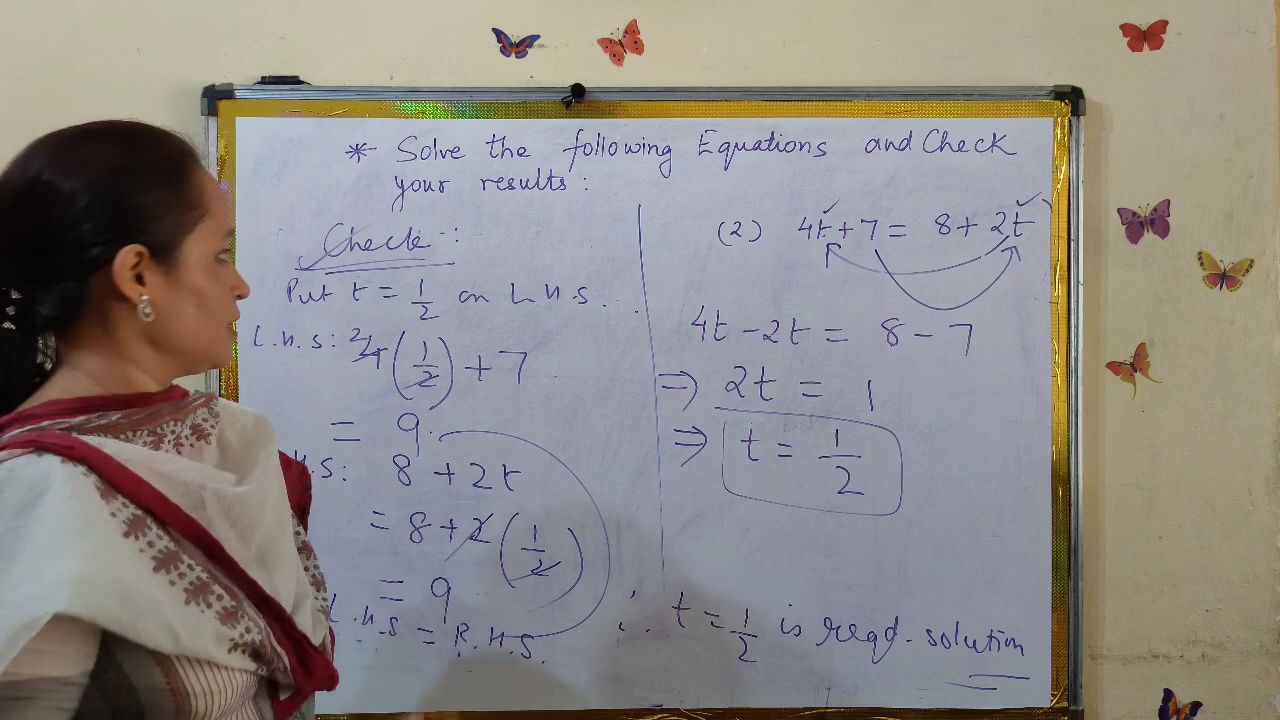 * Solve the following Equations and Check
your results:
Check :
Put t = 1/2 on L.H.S.
L.H.S: 2 4 (1/2) + 7
= 9.
H.S: 8 + 2t
= 8 + 2 (1/2)
= 9
L.H.S = R.H.S.
(2) 4t + 7 = 8 + 2t
4t - 2t = 8 - 7
⇒ 2t = 1
⇒ t = 1/2
∴ t = 1/2 is reqd. solution